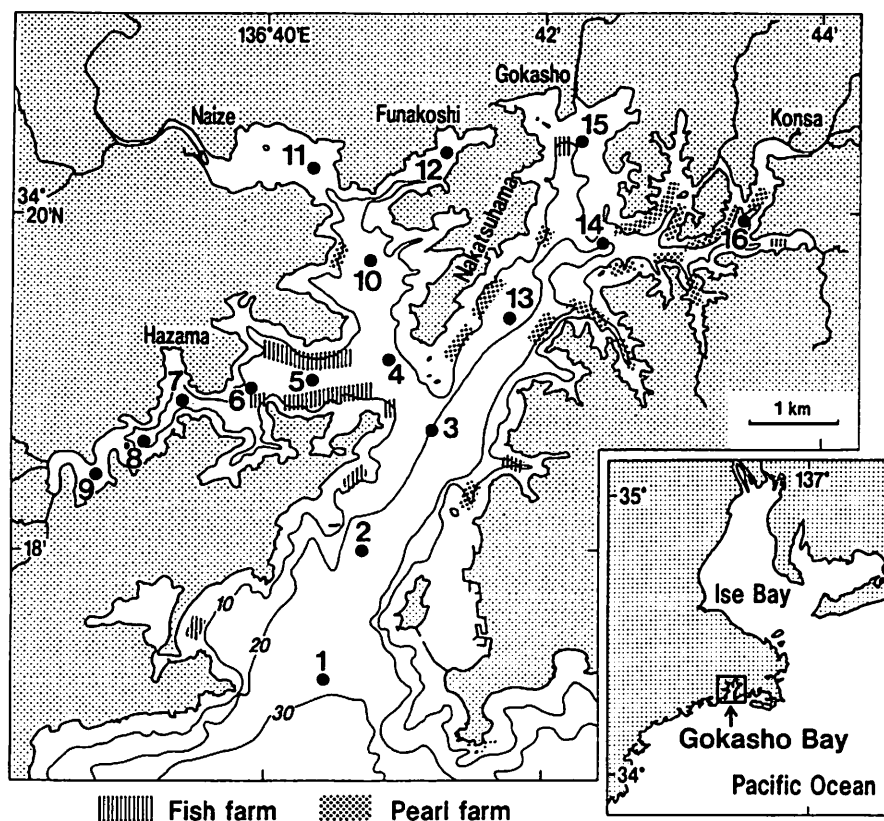 136°40'E
42'
44'
Gokasho
Naize
Funakoshi
Konsa
15
11
12
34°
20'N
16
14
Nakatsuhama
10
13
Hazama
4
7
5
6
1 km
3
8
9
137°
35°
18'
2
Ise Bay
10
20
1
30
Gokasho Bay
34°
Pacific Ocean
Fish farm
Pearl farm